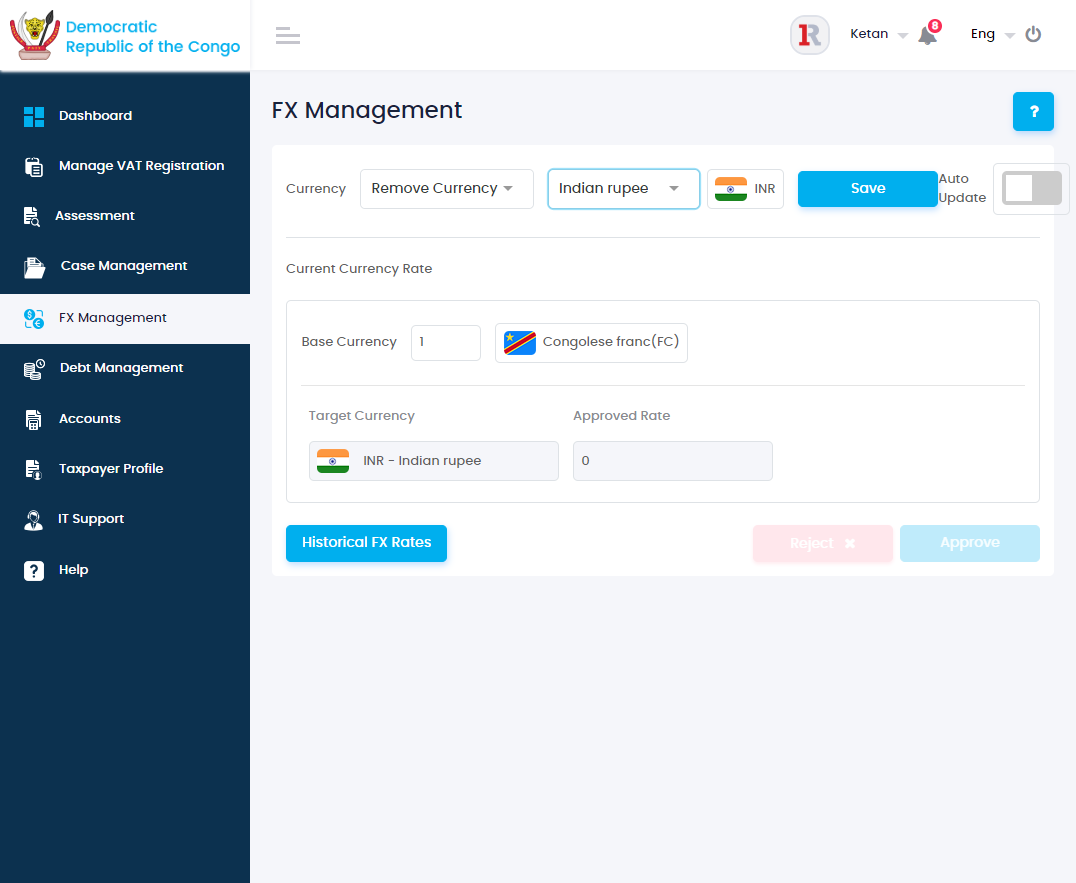 Democratic
Republic of the Congo
Ketan
8
Eng
Dashboard
Manage VAT Registration
Assessment
Case Management
FX Management
Debt Management
Accounts
Taxpayer Profile
IT Support
? Help
FX Management
?
Currency Remove Currency Indian rupee INR Save Auto Update
Current Currency Rate
Base Currency 1 Congolese franc(FC)
Target Currency Approved Rate
INR - Indian rupee 0
Historical FX Rates Reject ✖ Approve